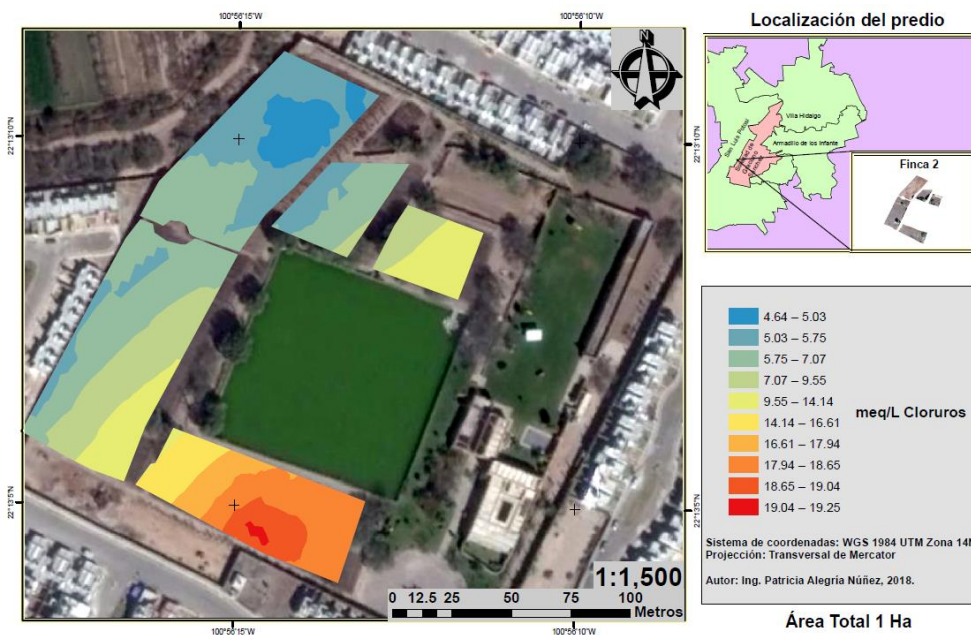 Localización del predio
100°56'15"W
100°56'10"W
22°13'10"N
22°13'10"N
N
San Luis Potosí
Villa Hidalgo
Armadillo de los Infante
Finca 2
4.64 – 5.03
5.03 – 5.75
5.75 – 7.07
7.07 – 9.55
9.55 – 14.14
14.14 – 16.61
16.61 – 17.94
17.94 – 18.65
18.65 – 19.04
19.04 – 19.25
meq/L Cloruros
22°13'5"N
22°13'5"N
Sistema de coordenadas: WGS 1984 UTM Zona 14N
Projección: Transversal de Mercator
Autor: Ing. Patricia Alegría Núñez, 2018.
1:1,500
0 12.5 25 50 75 100
Metros
100°56'15"W
100°56'10"W
Área Total 1 Ha